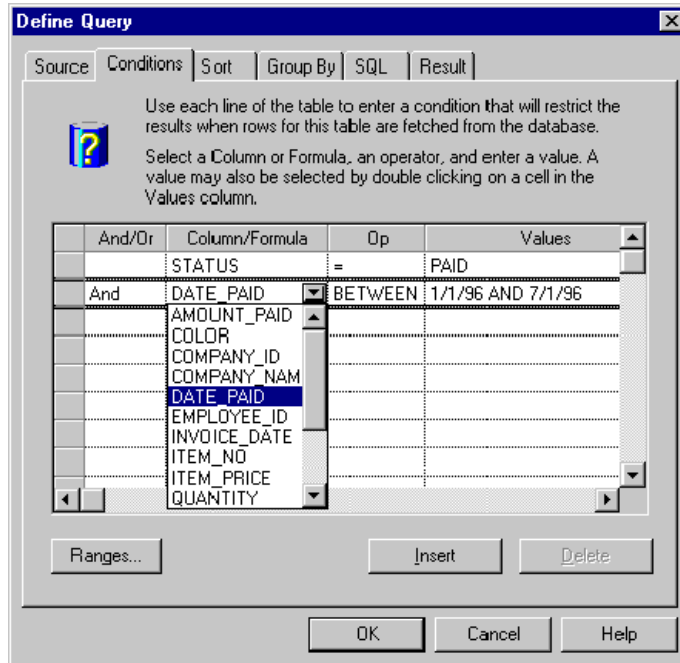 Define Query
Source Conditions Sort Group By SQL Result
Use each line of the table to enter a condition that will restrict the
results when rows for this table are fetched from the database.
Select a Column or Formula, an operator, and enter a value. A
value may also be selected by double clicking on a cell in the
Values column.
And/Or Column/Formula Op Values
STATUS = PAID
And DATE_PAID BETWEEN 1/1/96 AND 7/1/96
AMOUNT_PAID
COLOR
COMPANY_ID
COMPANY_NAM
DATE_PAID
EMPLOYEE_ID
INVOICE_DATE
ITEM_NO
ITEM_PRICE
QUANTITY
Ranges... Insert Delete
OK Cancel Help